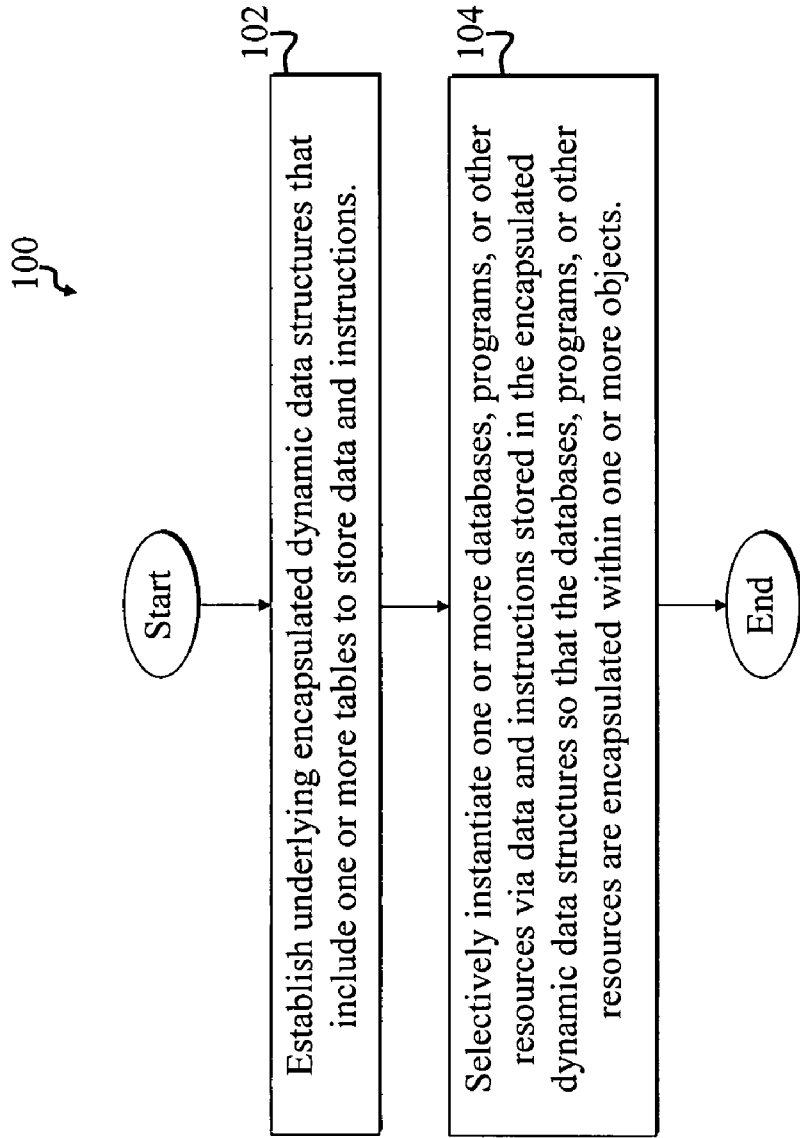 100
Start
102
Establish underlying encapsulated dynamic data structures that
include one or more tables to store data and instructions.
104
Selectively instantiate one or more databases, programs, or other
resources via data and instructions stored in the encapsulated
dynamic data structures so that the databases, programs, or other
resources are encapsulated within one or more objects.
End